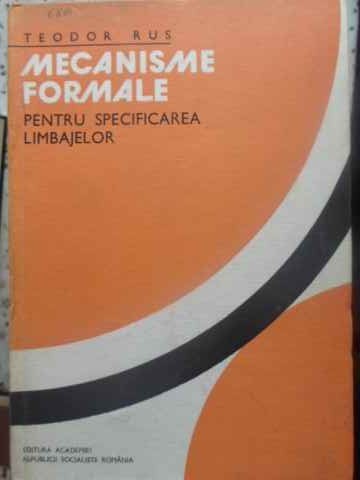 TEODOR RUS
MECANISME
FORMALE
PENTRU SPECIFICAREA
LIMBAJELOR
EDITURA ACADEMIEI
REPUBLICII SOCIALISTE ROMÂNIA